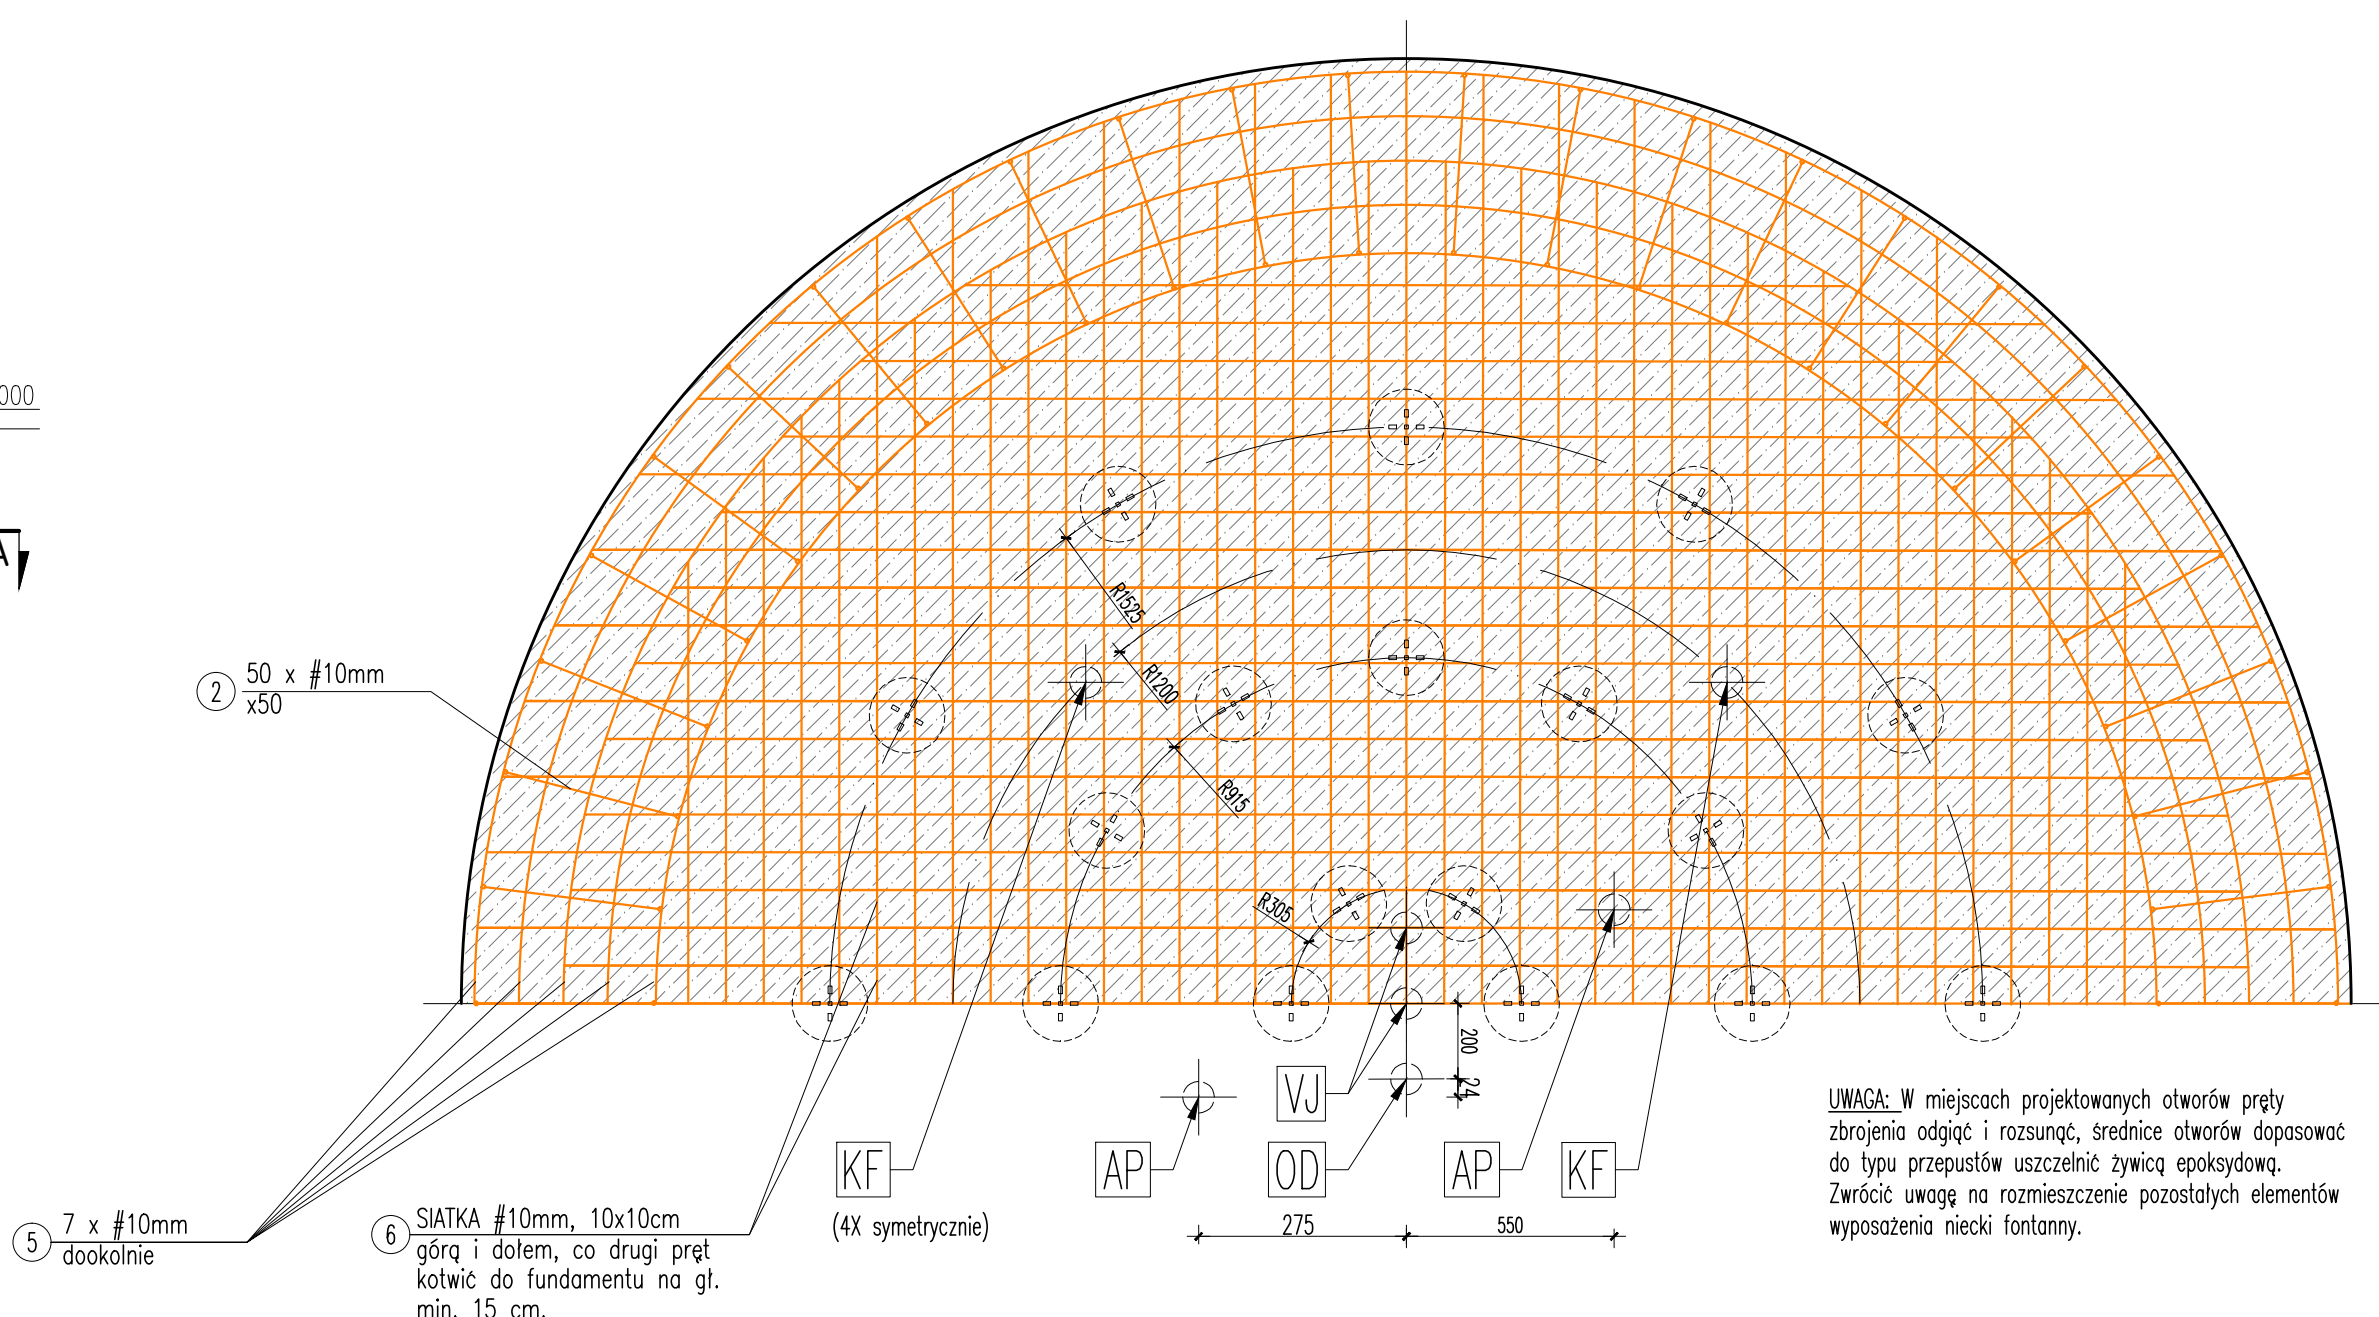 000
A
2
50 x #10mm
x50
R1525
R1200
R915
R305
200
24
VJ
KF
AP
OD
AP
KF
(4X symetrycznie)
275
550
5
7 x #10mm
dookolnie
6
SIATKA #10mm, 10x10cm
górą i dołem, co drugi pręt
kotwić do fundamentu na gł.
min. 15 cm.
UWAGA: W miejscach projektowanych otworów pręty
zbrojenia odgiąć i rozsunąć, średnice otworów dopasować
do typu przepustów uszczelnić żywicą epoksydową.
Zwrócić uwagę na rozmieszczenie pozostałych elementów
wyposażenia niecki fontanny.